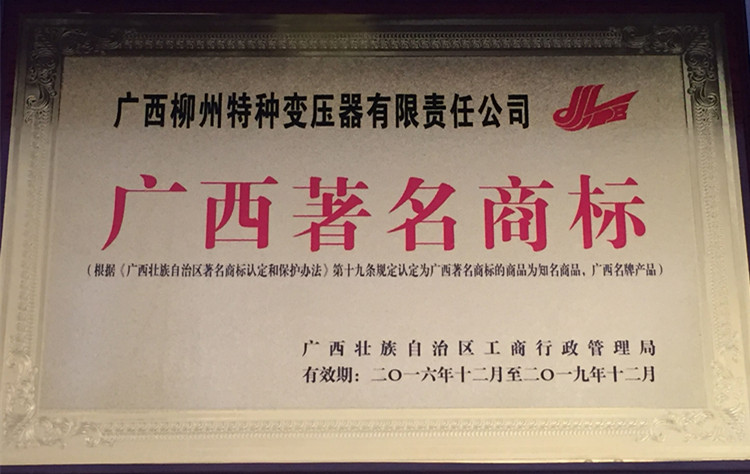 广西柳州特种变压器有限责任公司
广西著名商标
(根据《广西壮族自治区著名商标认定和保护办法》第十九条规定认定为广西著名商标的商品为知名商品、广西名牌产品)
广西壮族自治区工商行政管理局
有效期：二〇一六年十二月至二〇一九年十二月